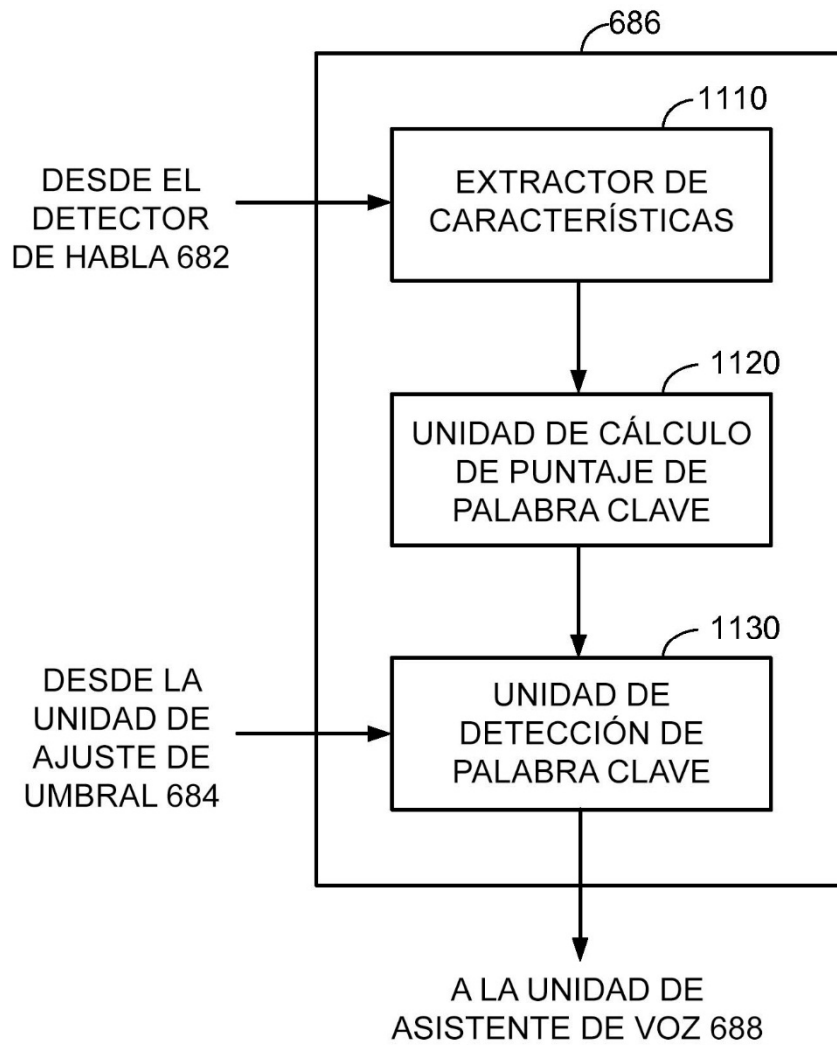 686
1110
DESDE EL
DETECTOR
DE HABLA 682
EXTRACTOR DE
CARACTERÍSTICAS
1120
UNIDAD DE CÁLCULO
DE PUNTAJE DE
PALABRA CLAVE
1130
DESDE LA
UNIDAD DE
AJUSTE DE
UMBRAL 684
UNIDAD DE
DETECCIÓN DE
PALABRA CLAVE
A LA UNIDAD DE
ASISTENTE DE VOZ 688